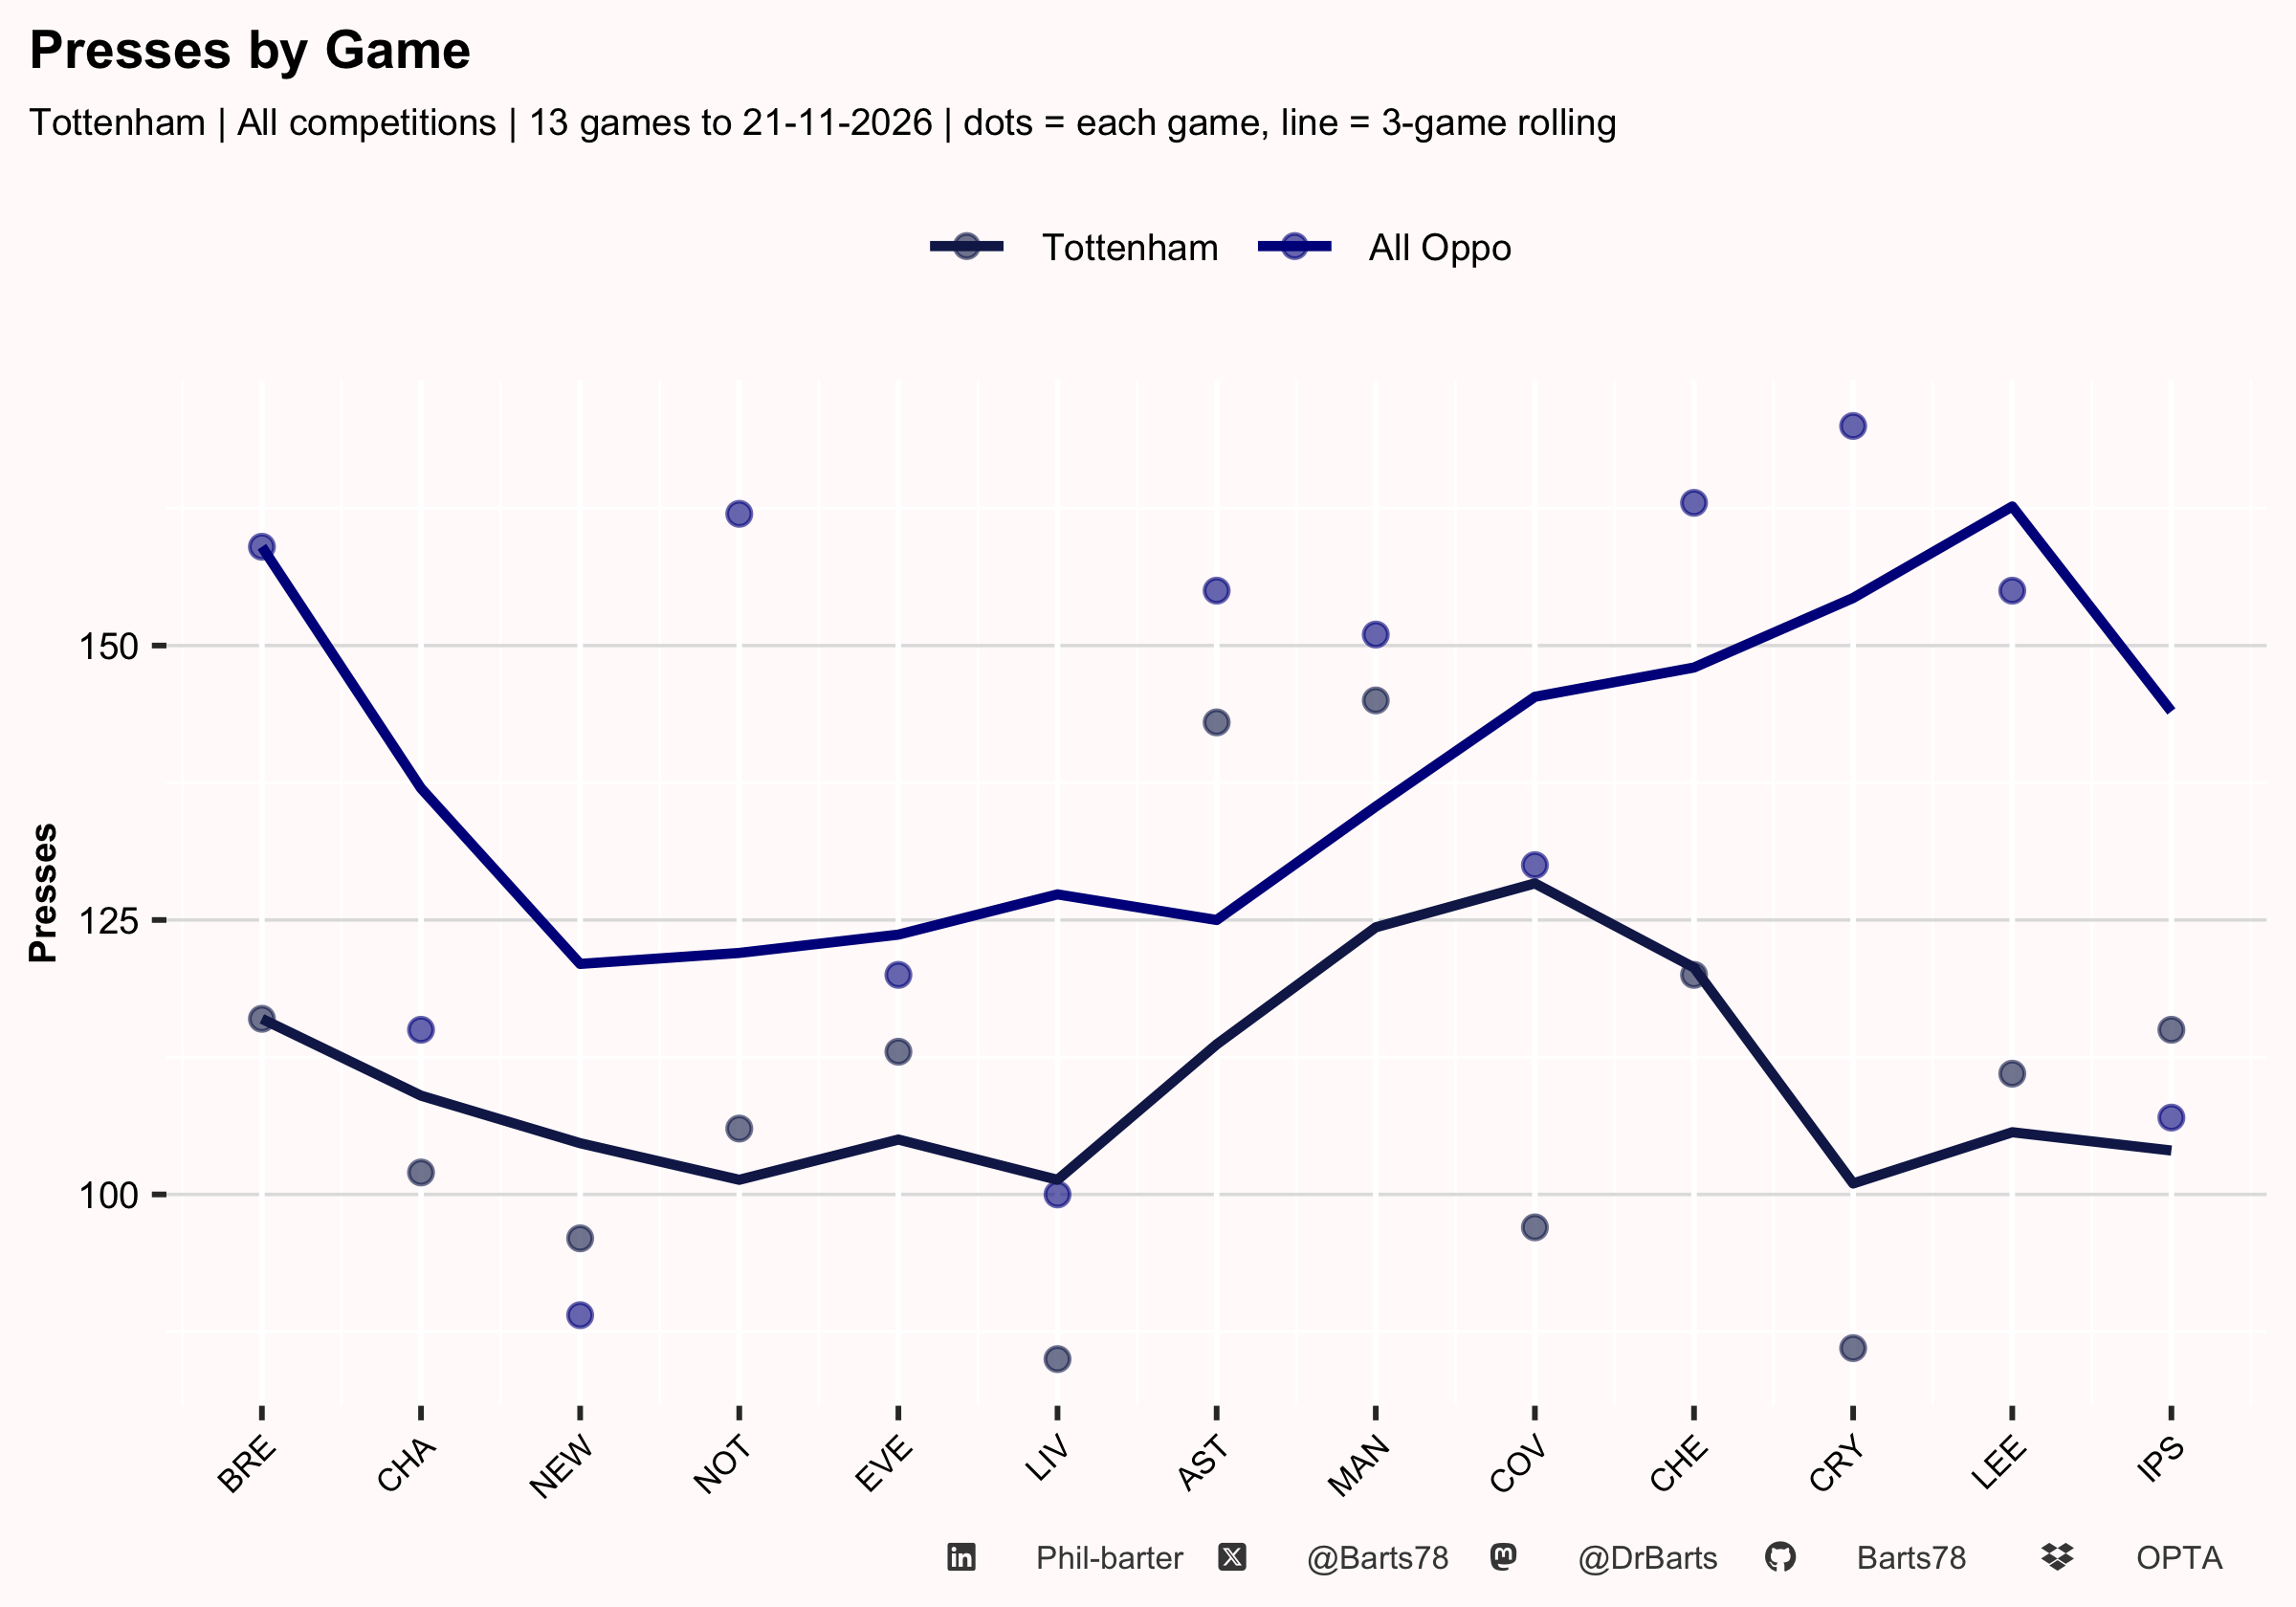 Presses by Game
Tottenham | All competitions | 13 games to 21-11-2026 | dots = each game, line = 3-game rolling
Tottenham All Oppo
Presses
150
125
100
BRE CHA NEW NOT EVE LIV AST MAN COV CHE CRY LEE IPS
Phil-barter @Barts78 @DrBarts Barts78 OPTA